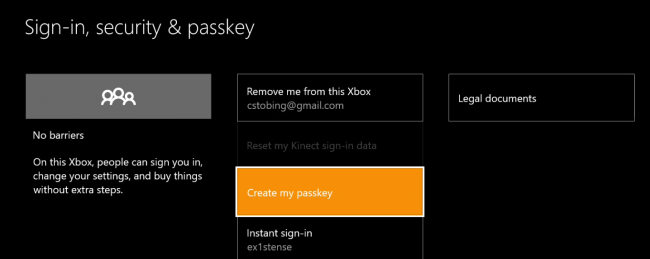 Sign-in, security & passkey
No barriers
On this Xbox, people can sign you in,
change your settings, and buy things
without extra steps.
Remove me from this Xbox
cstobing@gmail.com
Reset my Kinect sign-in data
Create my passkey
Instant sign-in
ex1stense
Legal documents